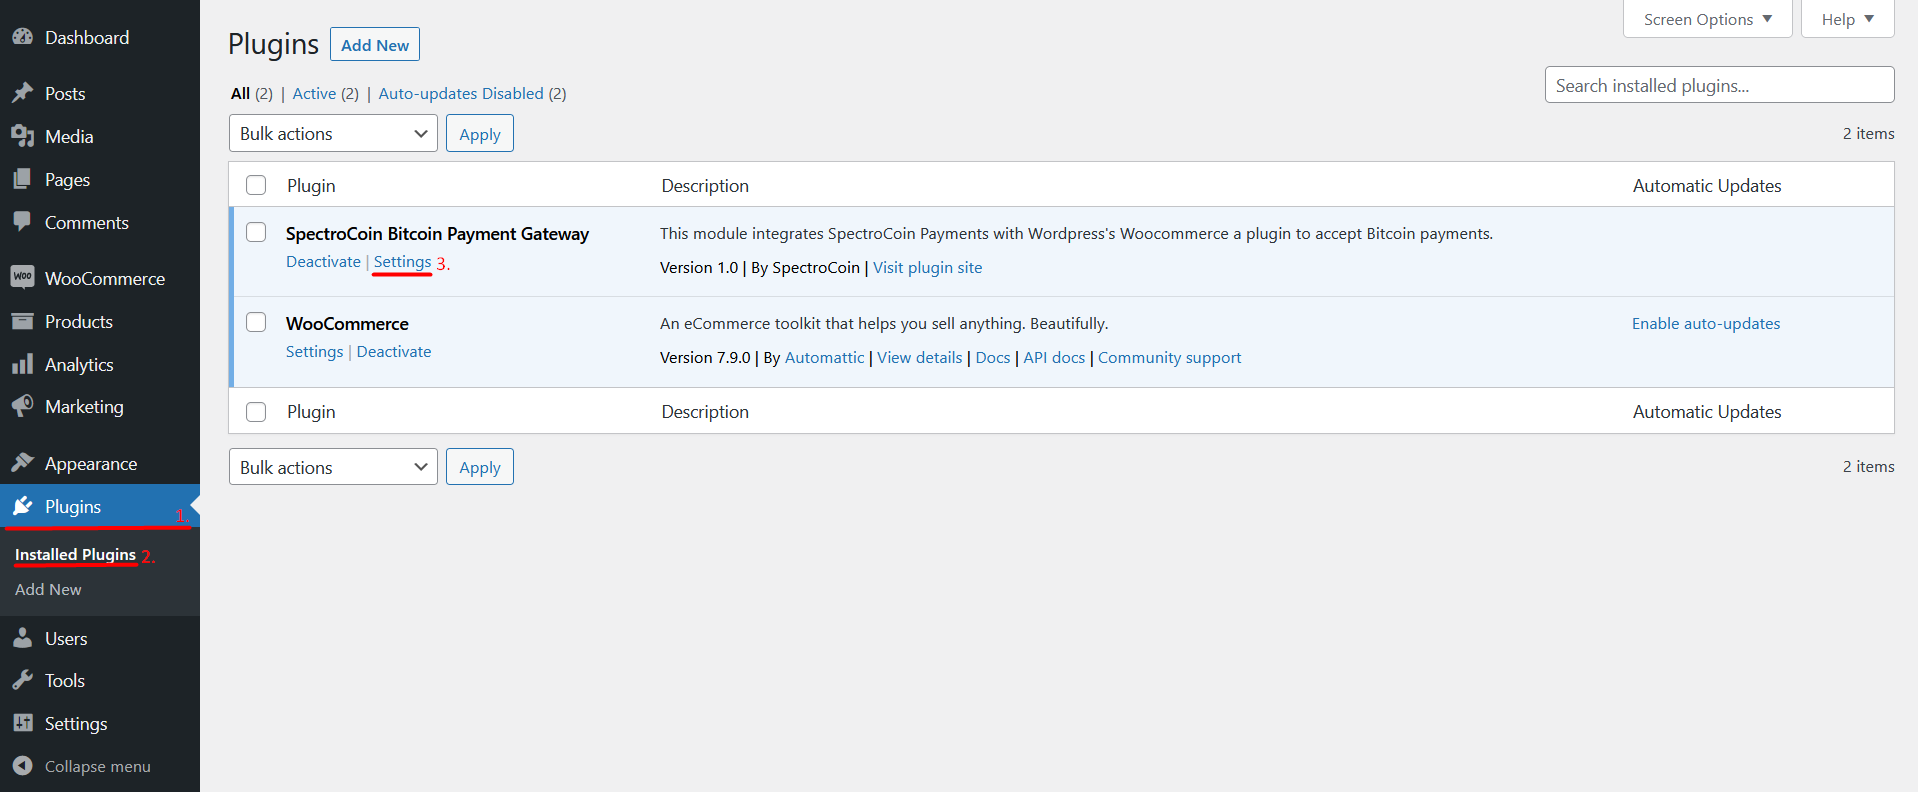 Dashboard
Posts
Media
Pages
Comments
WOO WooCommerce
Products
Analytics
Marketing
Appearance
Plugins 1.
Installed Plugins 2.
Add New
Users
Tools
Settings
Collapse menu
Screen Options ▼ Help ▼
Plugins Add New
All (2) | Active (2) | Auto-updates Disabled (2)
Search installed plugins...
Bulk actions Apply 2 items
Plugin Description Automatic Updates
SpectroCoin Bitcoin Payment Gateway This module integrates SpectroCoin Payments with Wordpress's Woocommerce a plugin to accept Bitcoin payments.
Deactivate | Settings 3. Version 1.0 | By SpectroCoin | Visit plugin site
WooCommerce An eCommerce toolkit that helps you sell anything. Beautifully. Enable auto-updates
Settings | Deactivate Version 7.9.0 | By Automattic | View details | Docs | API docs | Community support
Plugin Description Automatic Updates
Bulk actions Apply 2 items